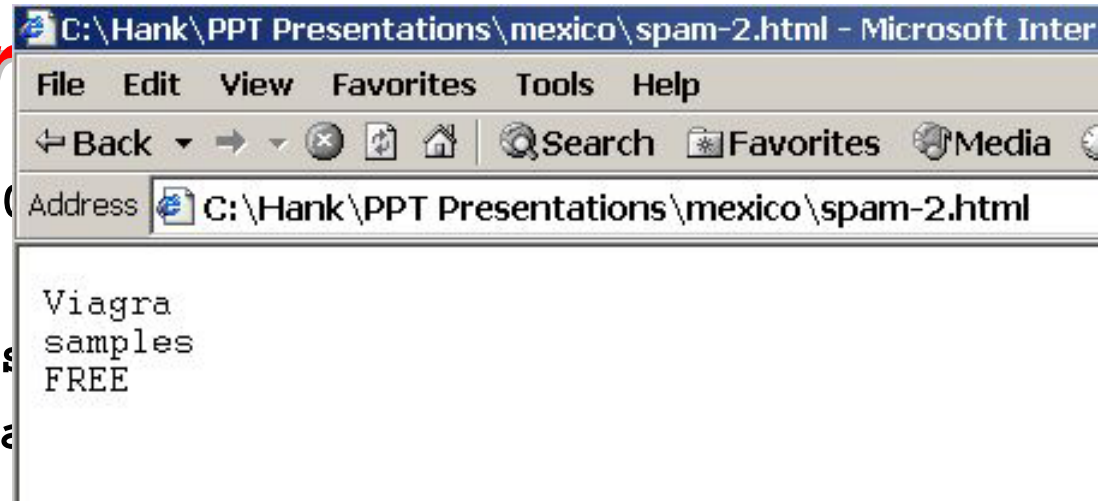 C:\Hank\PPT Presentations\mexico\spam-2.html - Microsoft Inter
File Edit View Favorites Tools Help
Back Search Favorites Media
Address C:\Hank\PPT Presentations\mexico\spam-2.html
Viagra
samples
FREE